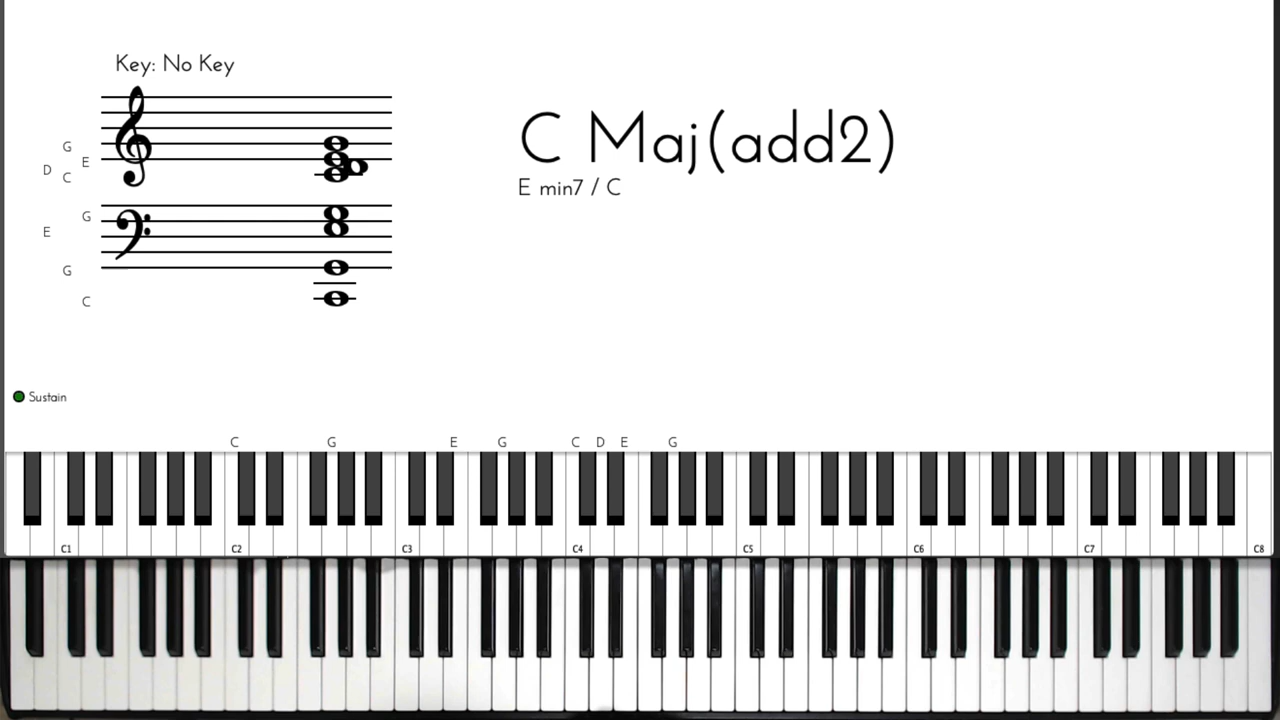 Key: No Key
C Maj(add2)
E min7 / C
G
E
D
C
G
E
G
C
Sustain
C G E G C D E G
C1 C2 C3 C4 C5 C6 C7 C8